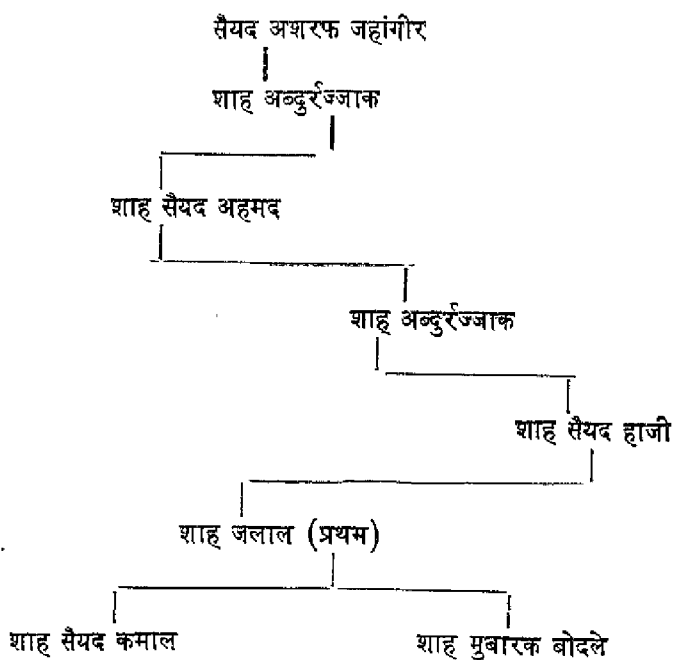 सैयद अशरफ जहांगीर
शाह अब्दुर्रज्जाक
शाह सैयद अहमद
शाह अब्दुर्रज्जाक
शाह सैयद हाजी
शाह जलाल (प्रथम)
शाह सैयद कमाल शाह मुबारक बोदले